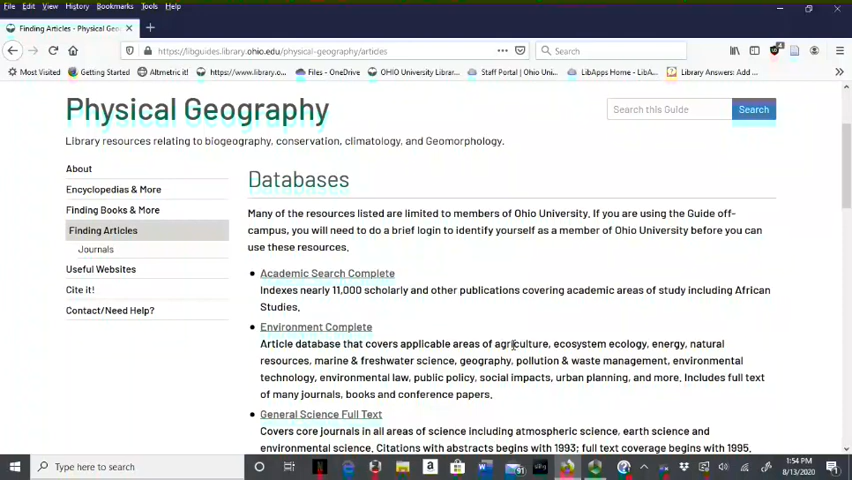 File Edit View History Bookmarks Tools Help
Finding Articles - Physical Geo
https://libguides.library.ohio.edu/physical-geography/articles
Search
Most Visited Getting Started Altmetric it! https://www.library.o... Files - OneDrive OHIO University Library... Staff Portal | Ohio Uni... LibApps Home - LibA... Library Answers: Add ...
Physical Geography
Search this Guide Search
Library resources relating to biogeography, conservation, climatology, and Geomorphology.
About
Encyclopedias & More
Finding Books & More
Finding Articles
Journals
Useful Websites
Cite it!
Contact/Need Help?
Databases
Many of the resources listed are limited to members of Ohio University. If you are using the Guide off-
campus, you will need to do a brief login to identify yourself as a member of Ohio University before you can
use these resources.
Academic Search Complete
Indexes nearly 11,000 scholarly and other publications covering academic areas of study including African
Studies.
Environment Complete
Article database that covers applicable areas of agriculture, ecosystem ecology, energy, natural
resources, marine & freshwater science, geography, pollution & waste management, environmental
technology, environmental law, public policy, social impacts, urban planning, and more. Includes full text
of many journals, books and conference papers.
General Science Full Text
Covers core journals in all areas of science including atmospheric science, earth science and
environmental science. Citations with abstracts begins with 1993; full text coverage begins with 1995.
Type here to search
1:54 PM
8/13/2020